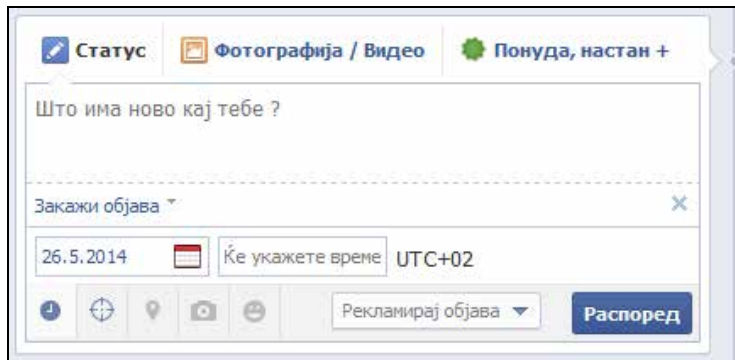 Статус Фотографија / Видео Понуда, настан +
Што има ново кај тебе ?
Закажи објава
26.5.2014 Ќе укажете време UTC+02
Рекламирај објава Распоред